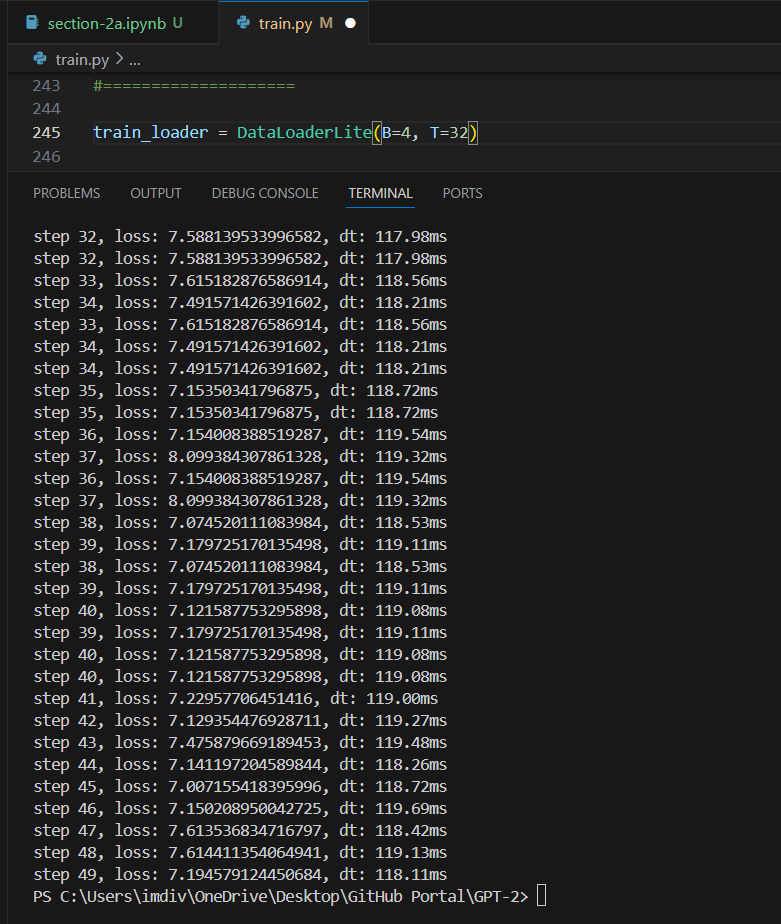 section-2a.ipynb U train.py M
train.py > ...
243 #====================
244
245 train_loader = DataLoaderLite(B=4, T=32)
246
PROBLEMS OUTPUT DEBUG CONSOLE TERMINAL PORTS
step 32, loss: 7.588139533996582, dt: 117.98ms
step 32, loss: 7.588139533996582, dt: 117.98ms
step 33, loss: 7.615182876586914, dt: 118.56ms
step 34, loss: 7.491571426391602, dt: 118.21ms
step 33, loss: 7.615182876586914, dt: 118.56ms
step 34, loss: 7.491571426391602, dt: 118.21ms
step 34, loss: 7.491571426391602, dt: 118.21ms
step 35, loss: 7.15350341796875, dt: 118.72ms
step 35, loss: 7.15350341796875, dt: 118.72ms
step 36, loss: 7.154008388519287, dt: 119.54ms
step 37, loss: 8.099384307861328, dt: 119.32ms
step 36, loss: 7.154008388519287, dt: 119.54ms
step 37, loss: 8.099384307861328, dt: 119.32ms
step 38, loss: 7.074520111083984, dt: 118.53ms
step 39, loss: 7.179725170135498, dt: 119.11ms
step 38, loss: 7.074520111083984, dt: 118.53ms
step 39, loss: 7.179725170135498, dt: 119.11ms
step 40, loss: 7.121587753295898, dt: 119.08ms
step 39, loss: 7.179725170135498, dt: 119.11ms
step 40, loss: 7.121587753295898, dt: 119.08ms
step 40, loss: 7.121587753295898, dt: 119.08ms
step 41, loss: 7.22957706451416, dt: 119.00ms
step 42, loss: 7.129354476928711, dt: 119.27ms
step 43, loss: 7.475879669189453, dt: 119.48ms
step 44, loss: 7.141197204589844, dt: 118.26ms
step 45, loss: 7.007155418395996, dt: 118.72ms
step 46, loss: 7.150208950042725, dt: 119.69ms
step 47, loss: 7.613536834716797, dt: 118.42ms
step 48, loss: 7.614411354064941, dt: 119.13ms
step 49, loss: 7.194579124450684, dt: 118.11ms
PS C:\Users\imdiv\OneDrive\Desktop\GitHub Portal\GPT-2>